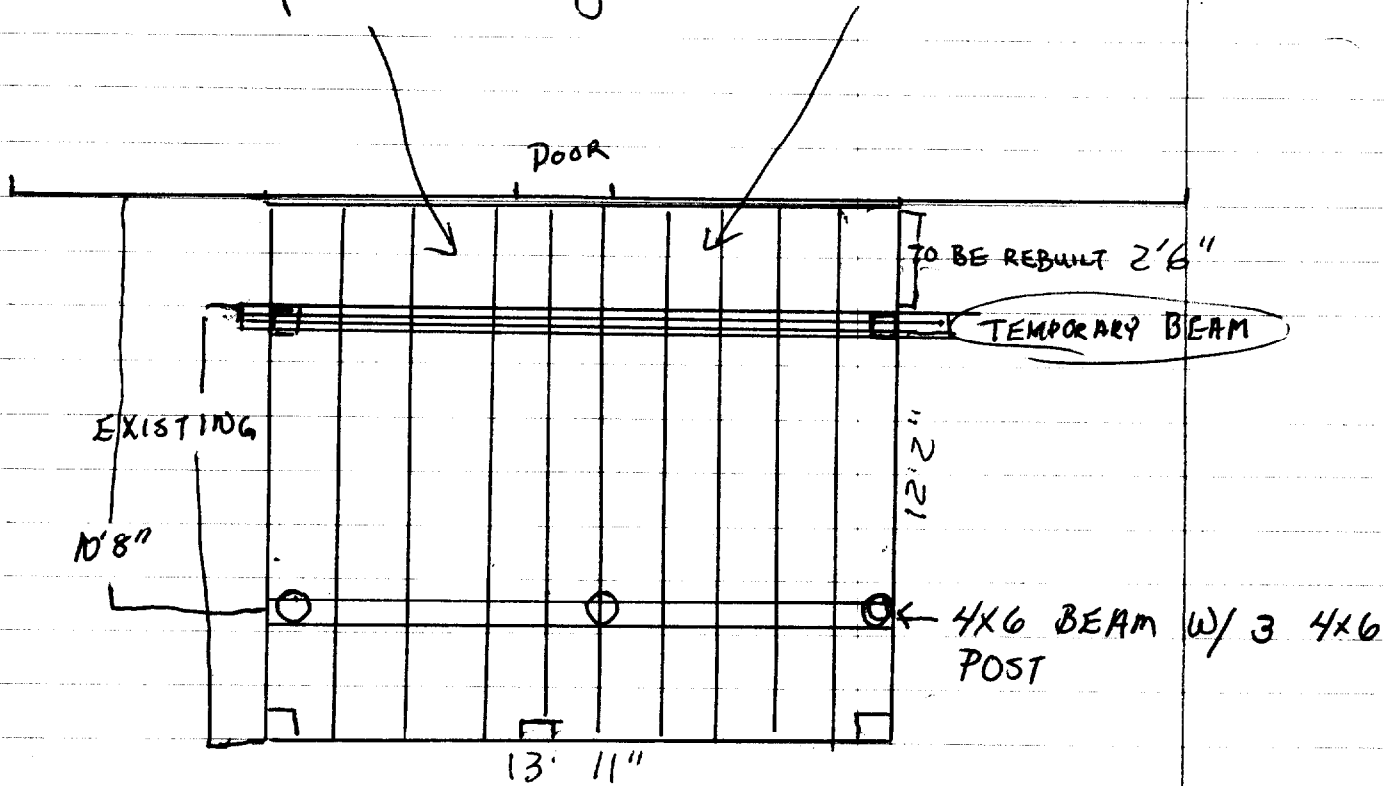 DOOR
TO BE REBUILT 2'6"
TEMPORARY BEAM
EXISTING
12'2"
10'8"
4X6 BEAM W/ 3 4X6
POST
13' 11"